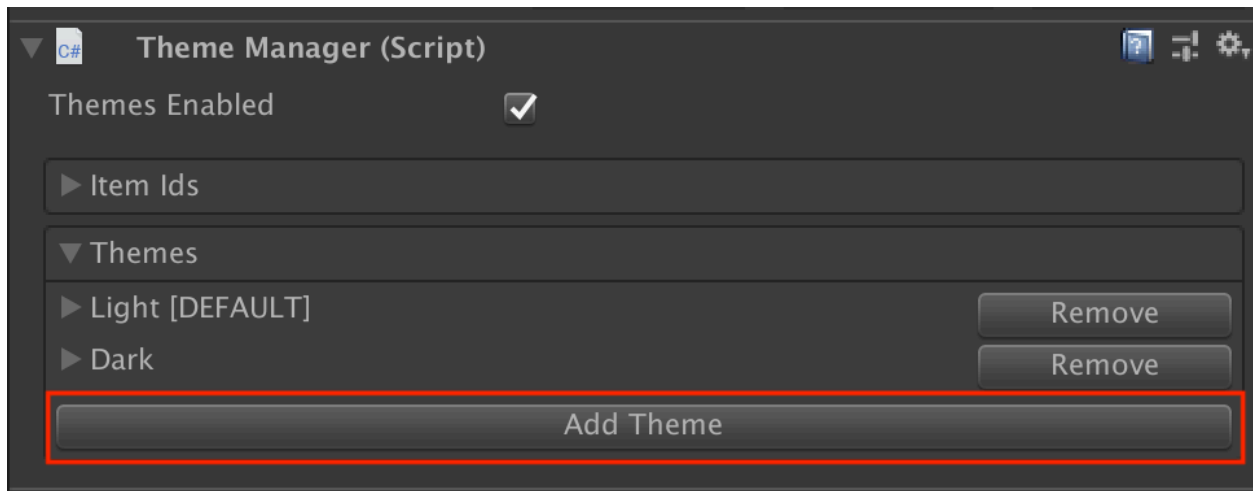 C# Theme Manager (Script)
Themes Enabled
Item Ids
Themes
Light [DEFAULT] Remove
Dark Remove
Add Theme